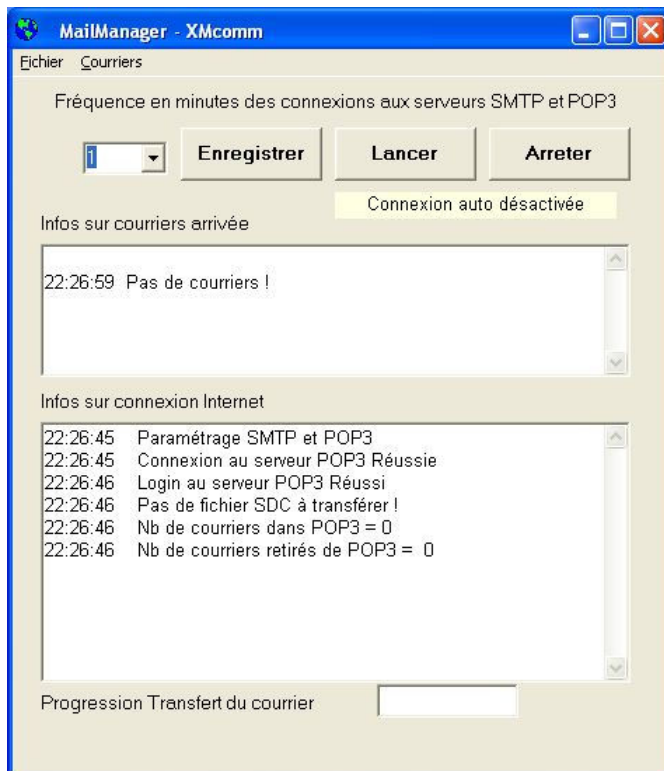 MailManager - XMcomm
Fichier Courriers
Fréquence en minutes des connexions aux serveurs SMTP et POP3
1 Enregistrer Lancer Arreter
Connexion auto désactivée
Infos sur courriers arrivée
22:26:59 Pas de courriers !
Infos sur connexion Internet
22:26:45 Paramétrage SMTP et POP3
22:26:45 Connexion au serveur POP3 Réussie
22:26:46 Login au serveur POP3 Réussi
22:26:46 Pas de fichier SDC à transférer !
22:26:46 Nb de courriers dans POP3 = 0
22:26:46 Nb de courriers retirés de POP3 = 0
Progression Transfert du courrier